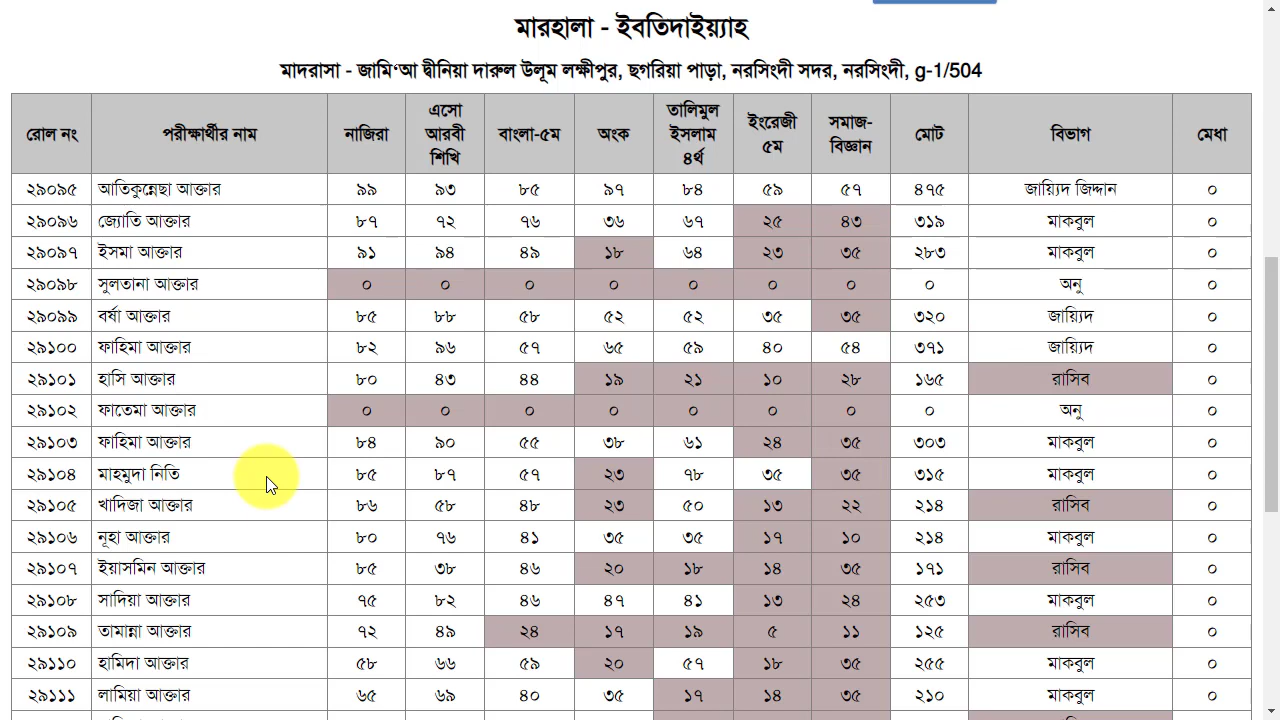 মারহালা - ইবতিদাইয়্যাহ
মাদরাসা - জামি‘আ দ্বীনিয়া দারুল উলূম লক্ষীপুর, ছগরিয়া পাড়া, নরসিংদী সদর, নরসিংদী, g-1/504
রোল নং পরীক্ষার্থীর নাম নাজিরা এসো আরবী শিখি বাংলা-৫ম অংক তালিমুল ইসলাম ৪র্থ ইংরেজী ৫ম সমাজ-বিজ্ঞান মোট বিভাগ মেধা
২৯০৯৫ আতিকুন্নেছা আক্তার ৯৯ ৯৩ ৮৫ ৯৭ ৮৪ ৫৯ ৫৭ ৪৭৫ জায়্যিদ জিদ্দান ০
২৯০৯৬ জ্যোতি আক্তার ৮৭ ৭২ ৭৬ ৩৬ ৬৭ ২৫ ৪৩ ৩১৯ মাকবুল ০
২৯০৯৭ ইসমা আক্তার ৯১ ৯৪ ৪৯ ১৮ ৬৪ ২৩ ৩৫ ২৮৩ মাকবুল ০
২৯০৯৮ সুলতানা আক্তার ০ ০ ০ ০ ০ ০ ০ ০ অনু ০
২৯০৯৯ বর্ষা আক্তার ৮৫ ৮৮ ৫৮ ৫২ ৫২ ৩৫ ৩৫ ৩২০ জায়্যিদ ০
২৯১০০ ফাহিমা আক্তার ৮২ ৯৬ ৫৭ ৬৫ ৫৯ ৪০ ৫৪ ৩৭১ জায়্যিদ ০
২৯১০১ হাসি আক্তার ৮০ ৪৩ ৪৪ ১৯ ২১ ১০ ২৮ ১৬৫ রাসিব ০
২৯১০২ ফাতেমা আক্তার ০ ০ ০ ০ ০ ০ ০ ০ অনু ০
২৯১০৩ ফাহিমা আক্তার ৮৪ ৯০ ৫৫ ৩৮ ৬১ ২৪ ৩৫ ৩০৩ মাকবুল ০
২৯১০৪ মাহমুদা নিতি ৮৫ ৮৭ ৫৭ ২৩ ৭৮ ৩৫ ৩৫ ৩১৫ মাকবুল ০
২৯১০৫ খাদিজা আক্তার ৮৬ ৫৮ ৪৮ ২৩ ৫০ ১৩ ২২ ২১৪ রাসিব ০
২৯১০৬ নূহা আক্তার ৮০ ৭৬ ৪১ ৩৫ ৩৫ ১৭ ১০ ২১৪ মাকবুল ০
২৯১০৭ ইয়াসমিন আক্তার ৮৫ ৩৮ ৪৬ ২০ ১৮ ১৪ ৩৫ ১৭১ রাসিব ০
২৯১০৮ সাদিয়া আক্তার ৭৫ ৮২ ৪৬ ৪৭ ৪১ ১৩ ২৪ ২৫৩ মাকবুল ০
২৯১০৯ তামান্না আক্তার ৭২ ৪৯ ২৪ ১৭ ১৯ ৫ ১১ ১২৫ রাসিব ০
২৯১১০ হামিদা আক্তার ৫৮ ৬৬ ৫৯ ২০ ৫৭ ১৮ ৩৫ ২৫৫ মাকবুল ০
২৯১১১ লামিয়া আক্তার ৬৫ ৬৯ ৪০ ৩৫ ১৭ ১৪ ৩৫ ২১০ মাকবুল ০